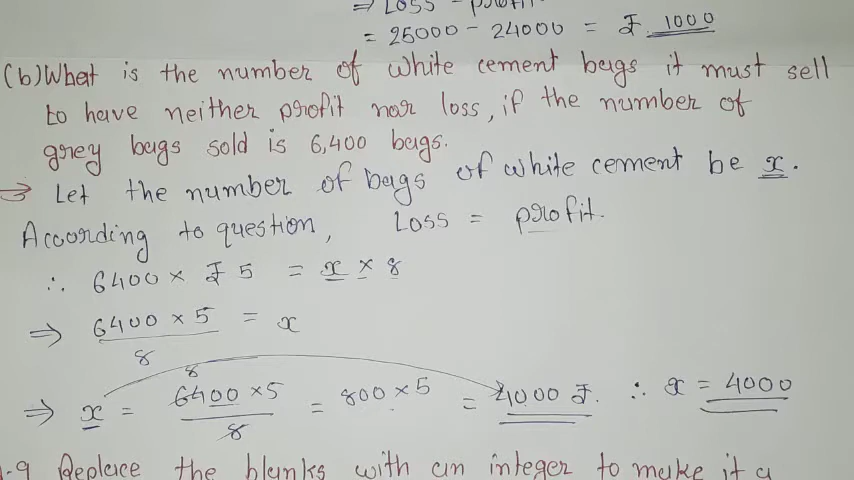 ⇒ Loss - profit
= 25000 - 24000 = ₹. 1000
(b) What is the number of white cement bags it must sell
to have neither profit nor loss, if the number of
grey bags sold is 6,400 bags.
⇒ Let the number of bags of white cement be x.
According to question, Loss = profit.
∴ 6400 × ₹ 5 = x × 8
⇒ 6400 × 5 / 8 = x
⇒ x = 6400 × 5 / 8 = 800 × 5 = 4000 ₹. ∴ x = 4000
Replace the blanks with an integer to make it a